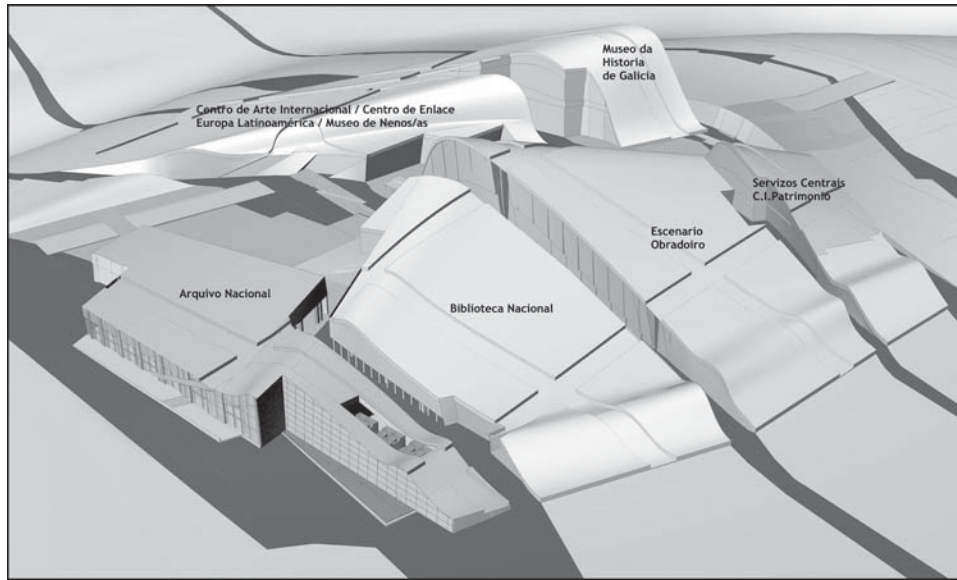 Museo da
Historia
de Galicia
Centro de Arte Internacional / Centro de Enlace
Europa Latinoamérica / Museo de Nenos/as
Servizos Centrais
C.I.Patrimonio
Escenario
Obradoiro
Arquivo Nacional
Biblioteca Nacional